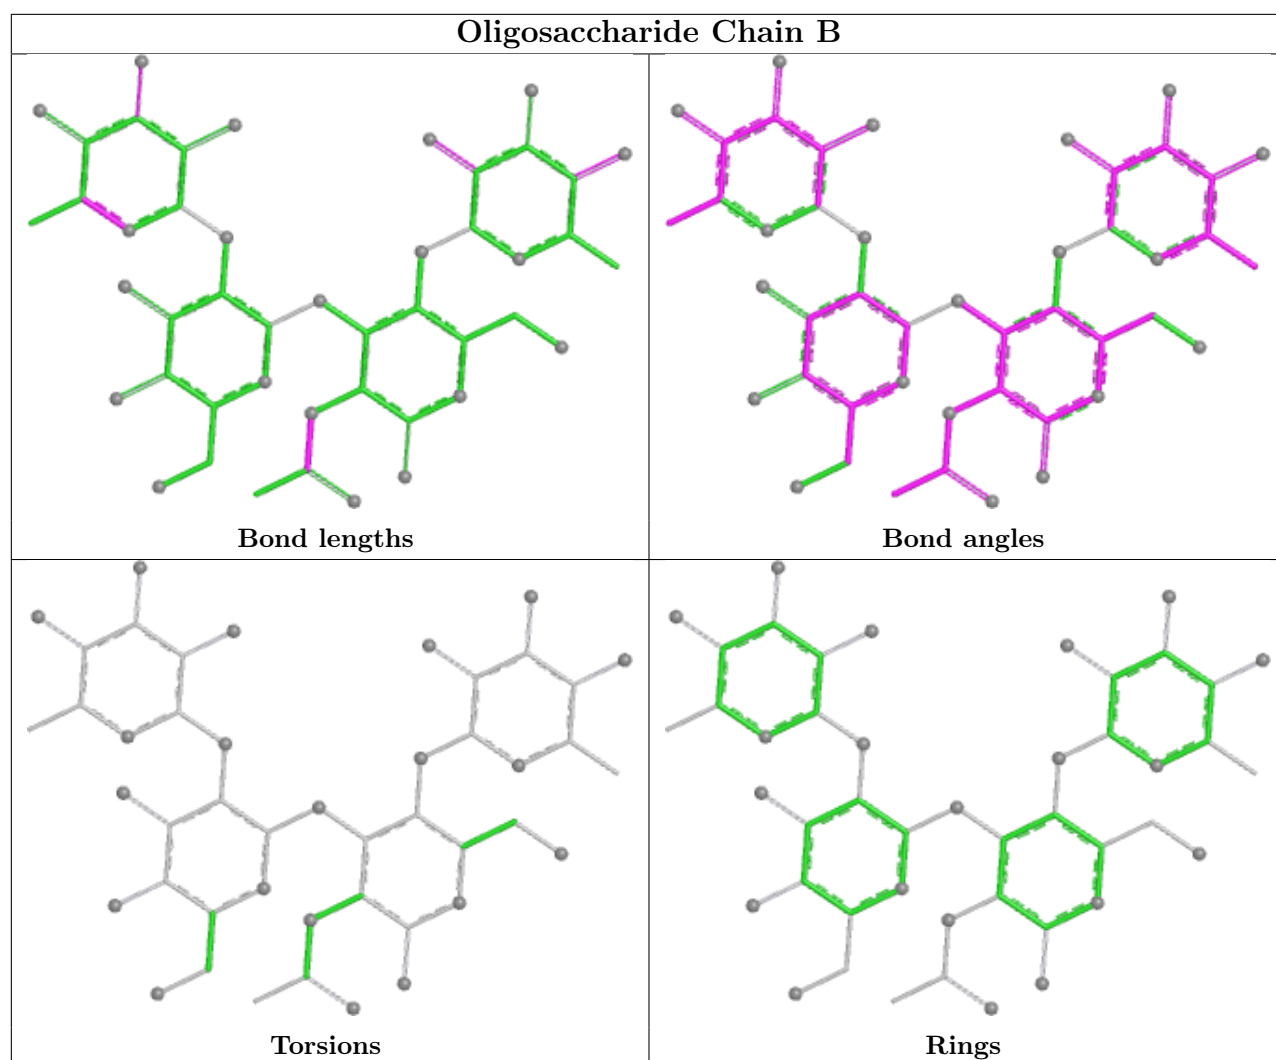 Oligosaccharide Chain B
Bond lengths
Bond angles
Torsions
Rings